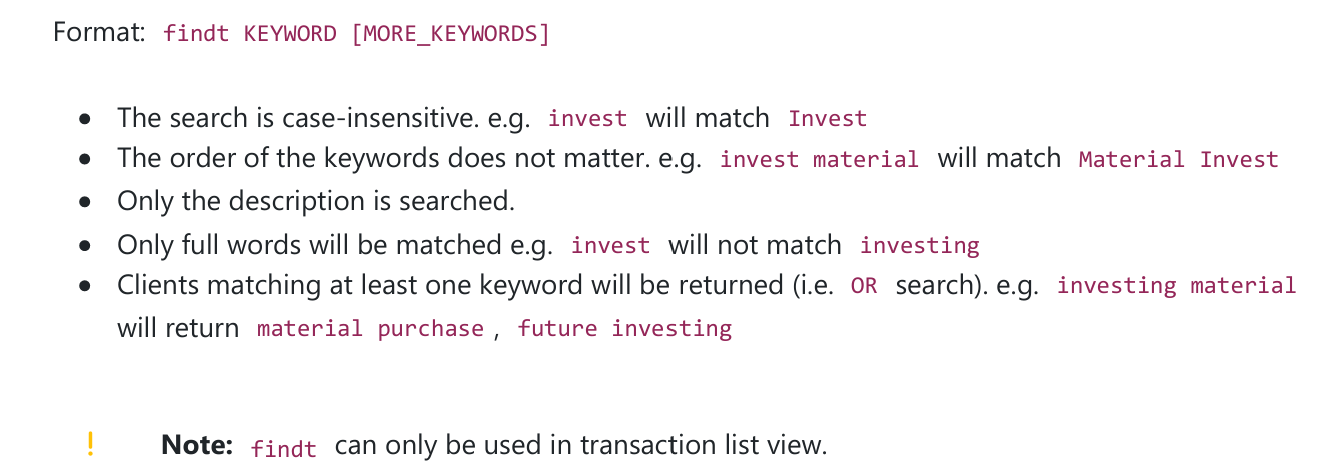 Format: findt KEYWORD [MORE_KEYWORDS]
● The search is case-insensitive. e.g. invest will match Invest
● The order of the keywords does not matter. e.g. invest material will match Material Invest
● Only the description is searched.
● Only full words will be matched e.g. invest will not match investing
● Clients matching at least one keyword will be returned (i.e. OR search). e.g. investing material
will return material purchase , future investing
! Note: findt can only be used in transaction list view.